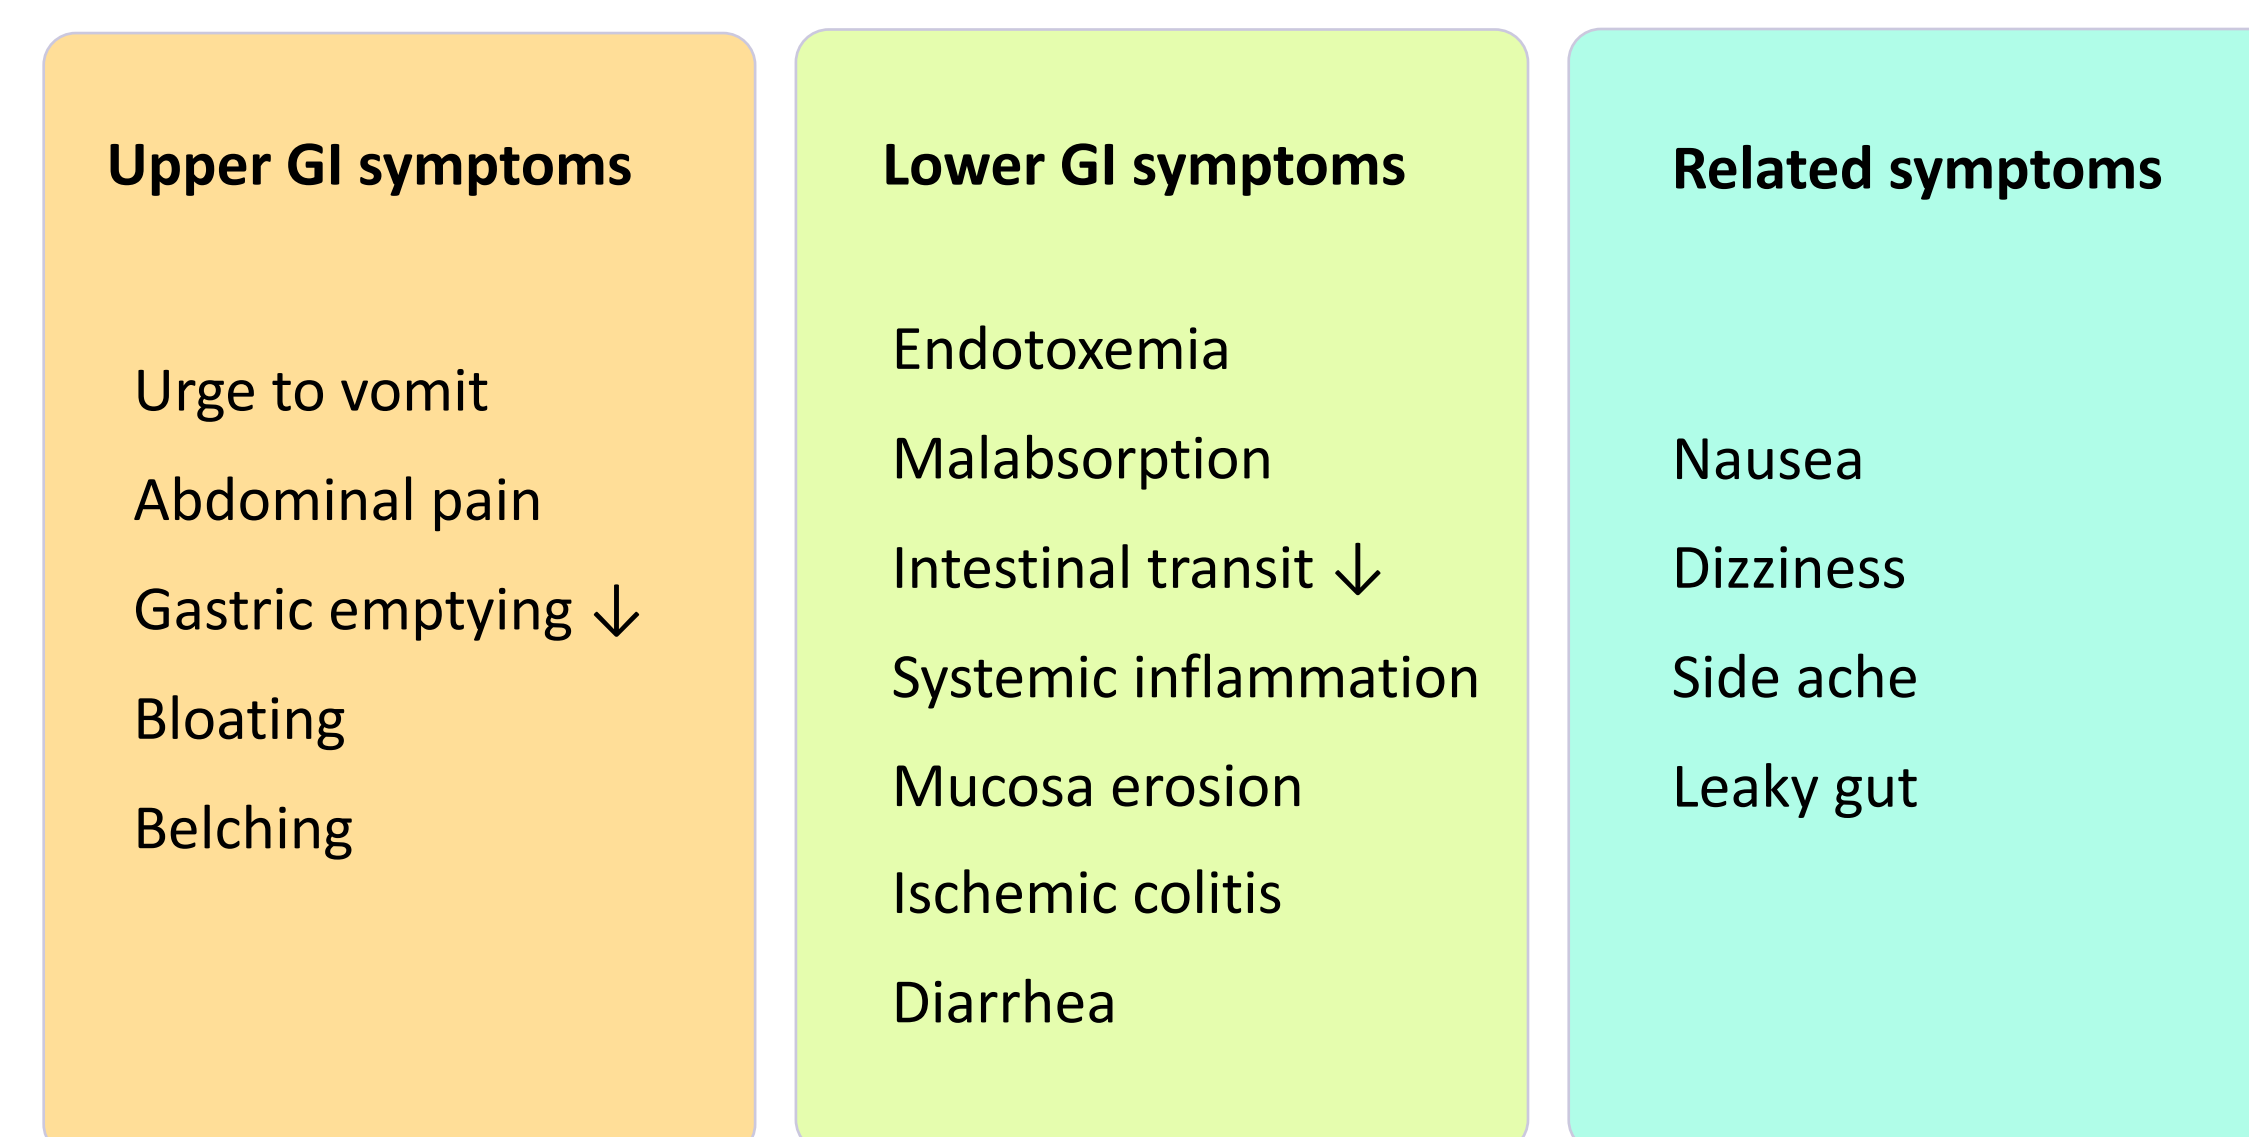 Upper GI symptoms
Urge to vomit
Abdominal pain
Gastric emptying ↓
Bloating
Belching
Lower GI symptoms
Endotoxemia
Malabsorption
Intestinal transit ↓
Systemic inflammation
Mucosa erosion
Ischemic colitis
Diarrhea
Related symptoms
Nausea
Dizziness
Side ache
Leaky gut